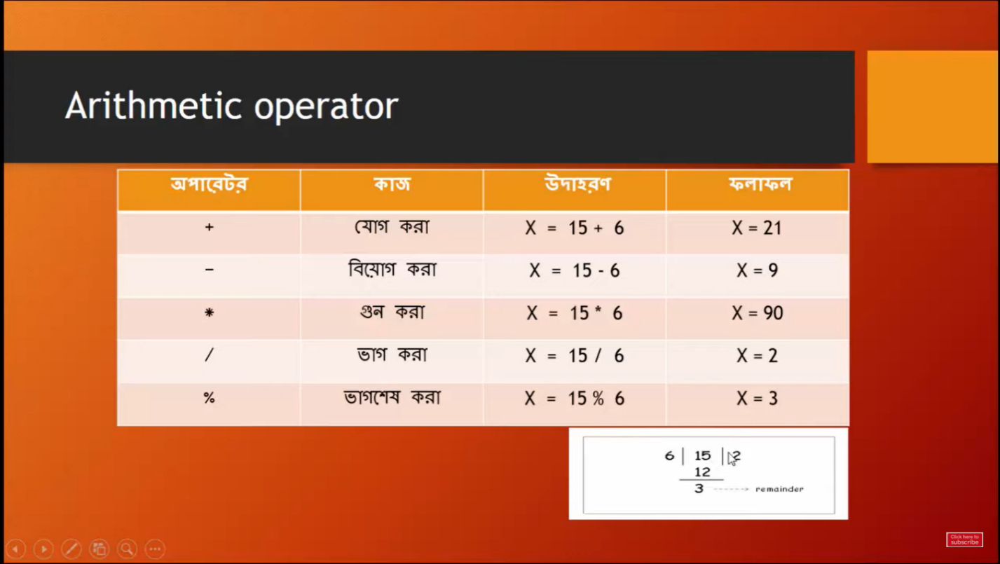 Arithmetic operator
অপারেটর কাজ উদাহরণ ফলাফল
+ যোগ করা X = 15 + 6 X = 21
– বিয়োগ করা X = 15 - 6 X = 9
* গুন করা X = 15 * 6 X = 90
/ ভাগ করা X = 15 / 6 X = 2
% ভাগশেষ করা X = 15 % 6 X = 3
6 | 15 | 2
12
3 -----> remainder
Click here to
subscribe